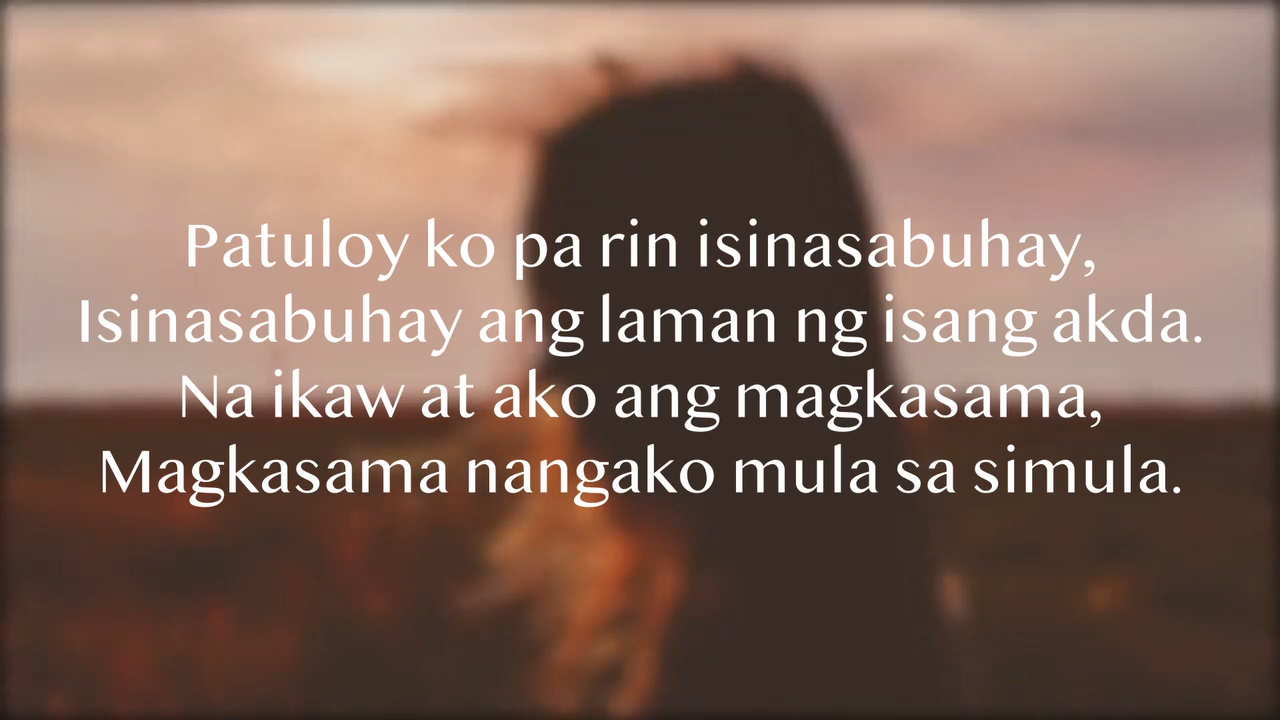 Patuloy ko pa rin isinasabuhay,
Isinasabuhay ang laman ng isang akda.
Na ikaw at ako ang magkasama,
Magkasama nangako mula sa simula.